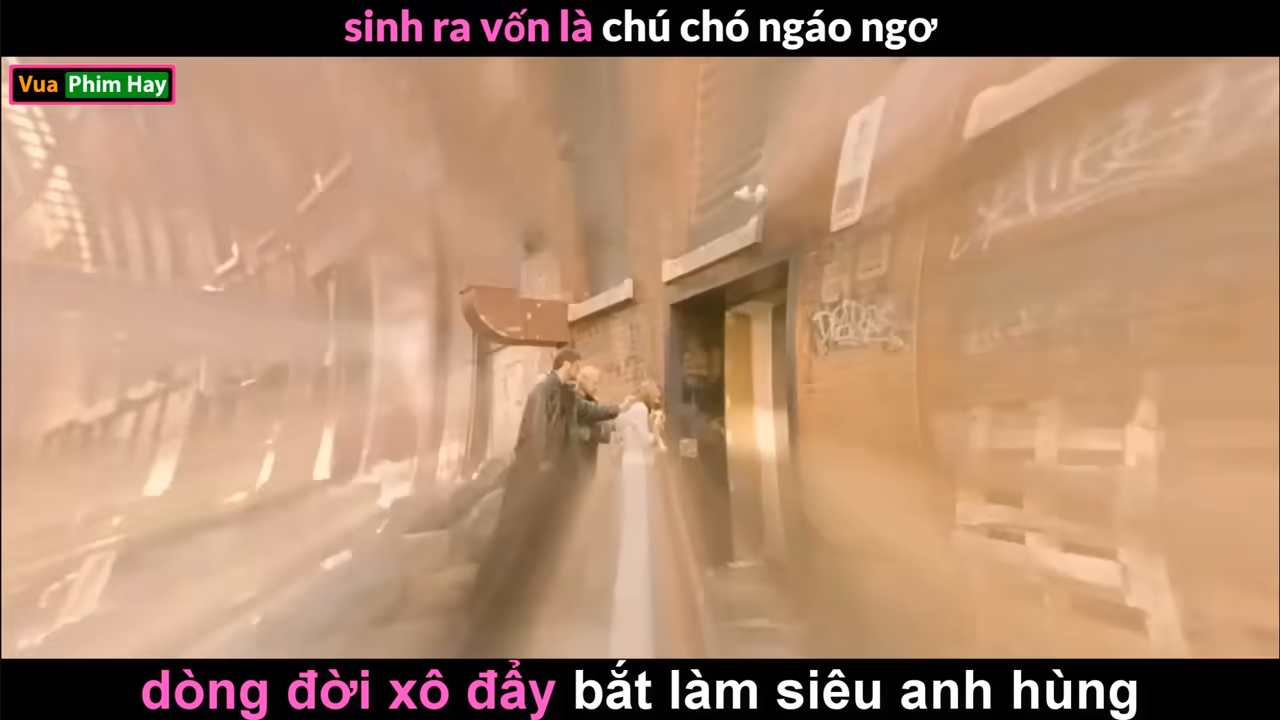 sinh ra vốn là chú chó ngáo ngơ
Vua Phim Hay
dòng đời xô đẩy bắt làm siêu anh hùng